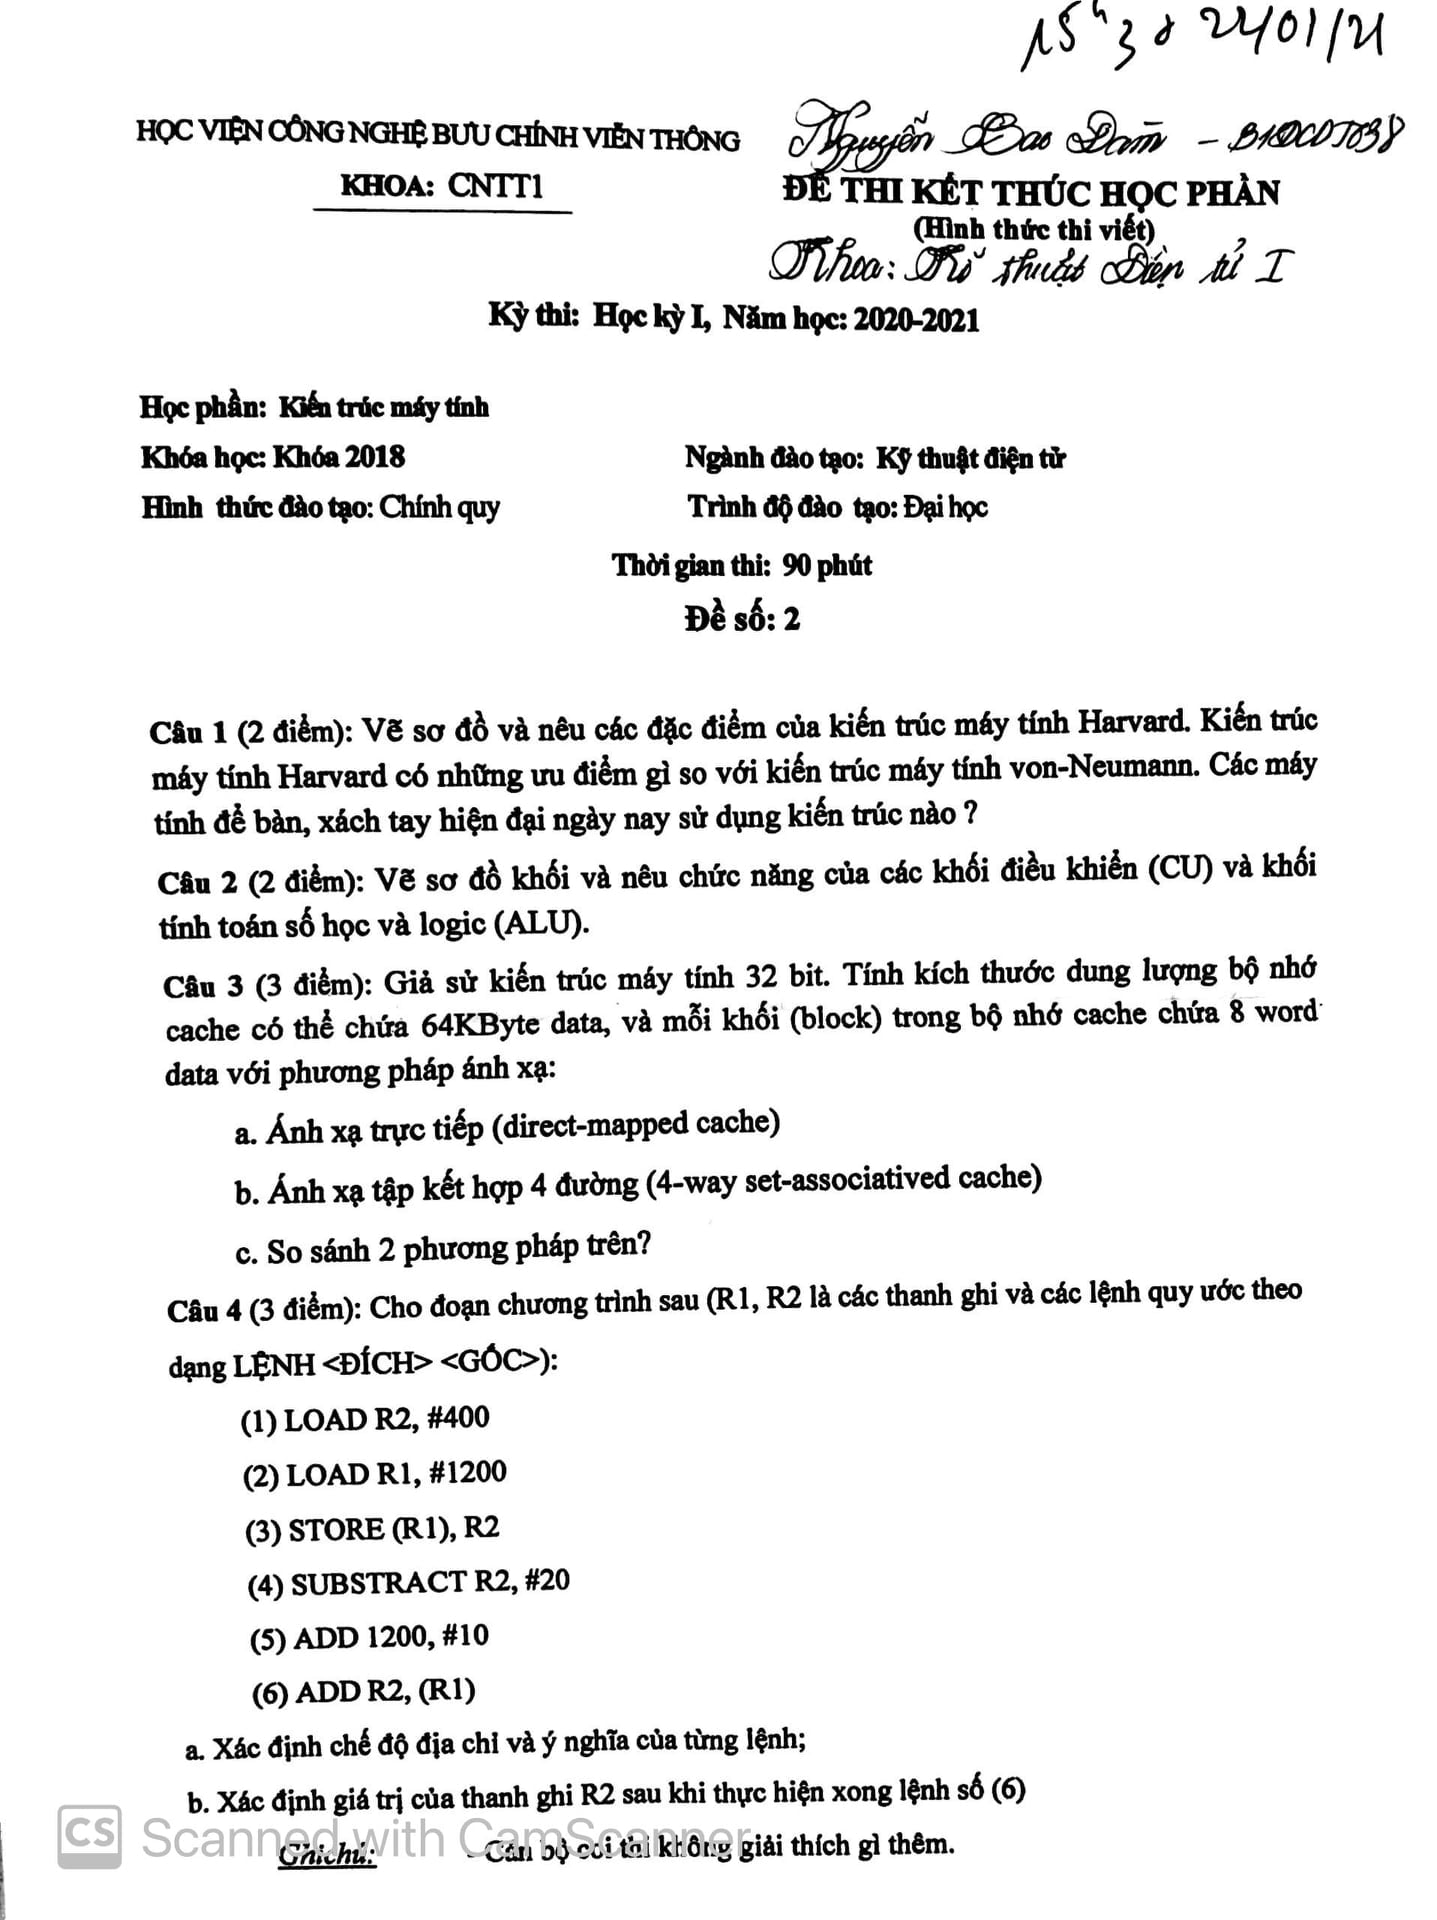 15h 3 22/01/21
HỌC VIỆN CÔNG NGHỆ BƯU CHÍNH VIỄN THÔNG
Nguyễn Cao Đàm -
KHOA: CNTT1
ĐỀ THI KẾT THÚC HỌC PHẦN
(Hình thức thi viết)
Khoa: Kĩ thuật Điện tử I
Kỳ thi: Học kỳ I, Năm học: 2020-2021
Học phần: Kiến trúc máy tính
Khóa học: Khóa 2018 Ngành đào tạo: Kỹ thuật điện tử
Hình thức đào tạo: Chính quy Trình độ đào tạo: Đại học
Thời gian thi: 90 phút
Đề số: 2
Câu 1 (2 điểm): Vẽ sơ đồ và nêu các đặc điểm của kiến trúc máy tính Harvard. Kiến trúc
máy tính Harvard có những ưu điểm gì so với kiến trúc máy tính von-Neumann. Các máy
tính để bàn, xách tay hiện đại ngày nay sử dụng kiến trúc nào ?
Câu 2 (2 điểm): Vẽ sơ đồ khối và nêu chức năng của các khối điều khiển (CU) và khối
tính toán số học và logic (ALU).
Câu 3 (3 điểm): Giả sử kiến trúc máy tính 32 bit. Tính kích thước dung lượng bộ nhớ
cache có thể chứa 64KByte data, và mỗi khối (block) trong bộ nhớ cache chứa 8 word
data với phương pháp ánh xạ:
a. Ánh xạ trực tiếp (direct-mapped cache)
b. Ánh xạ tập kết hợp 4 đường (4-way set-associatived cache)
c. So sánh 2 phương pháp trên?
Câu 4 (3 điểm): Cho đoạn chương trình sau (R1, R2 là các thanh ghi và các lệnh quy ước theo
dạng LỆNH <ĐÍCH> <GỐC>):
(1) LOAD R2, #400
(2) LOAD R1, #1200
(3) STORE (R1), R2
(4) SUBSTRACT R2, #20
(5) ADD 1200, #10
(6) ADD R2, (R1)
a. Xác định chế độ địa chỉ và ý nghĩa của từng lệnh;
b. Xác định giá trị của thanh ghi R2 sau khi thực hiện xong lệnh số (6)
CS Scanned with CamScanner
Ghi chú: - Cán bộ coi thi không giải thích gì thêm.